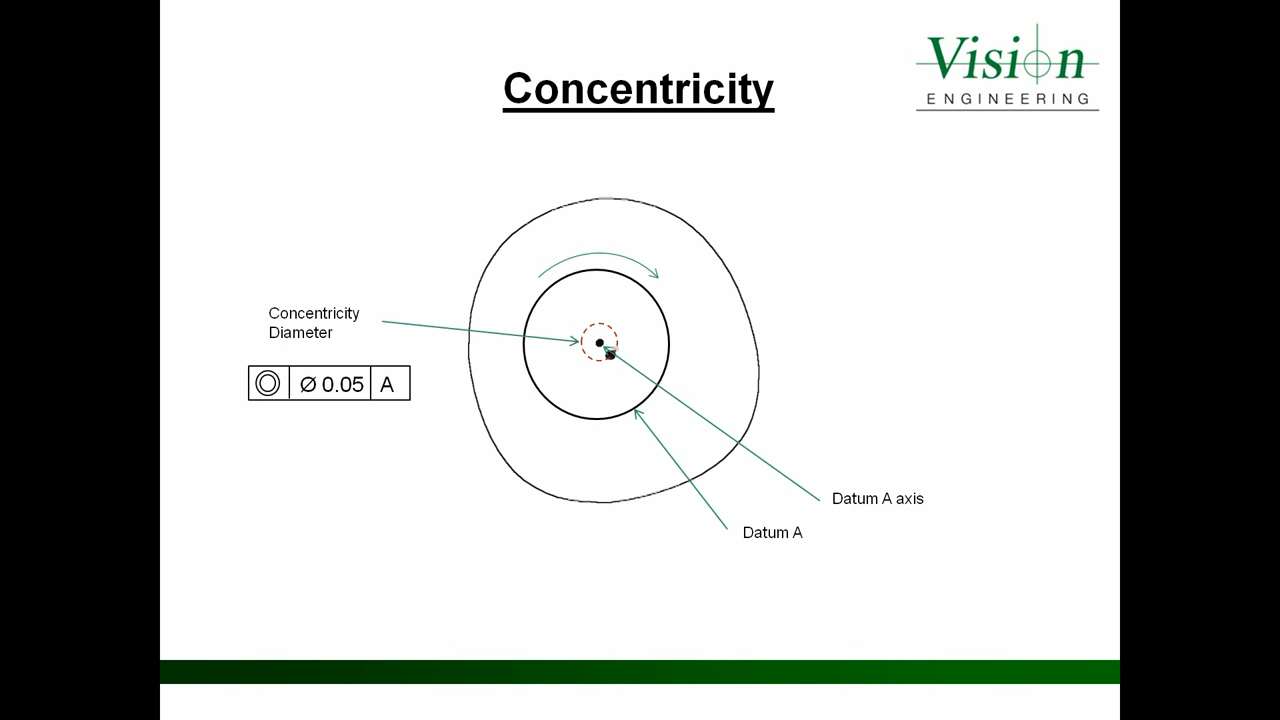 Vision
ENGINEERING
Concentricity
Concentricity
Diameter
Ø 0.05 A
Datum A axis
Datum A